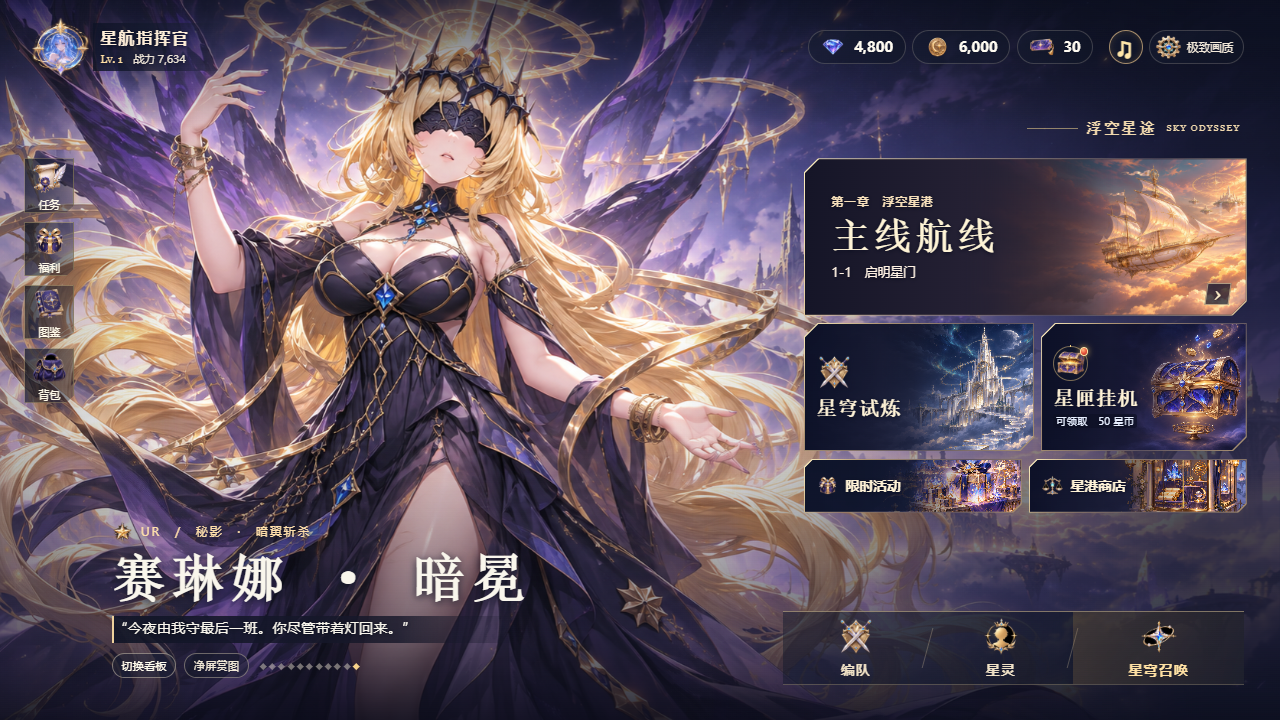 星航指挥官
Lv. 1 战力 7,634
4,800
6,000
30
极致画质
浮空星途 SKY ODYSSEY
任务
福利
图鉴
背包
第一章 浮空星港
主线航线
1-1 启明星门
星穹试炼
星匣挂机
可领取 50 星币
限时活动
星港商店
UR / 秘影 · 暗翼斩杀
赛琳娜 · 暗冕
“今夜由我守最后一班。你尽管带着灯回来。”
切换看板
净屏赏图
编队
星灵
星穹召唤